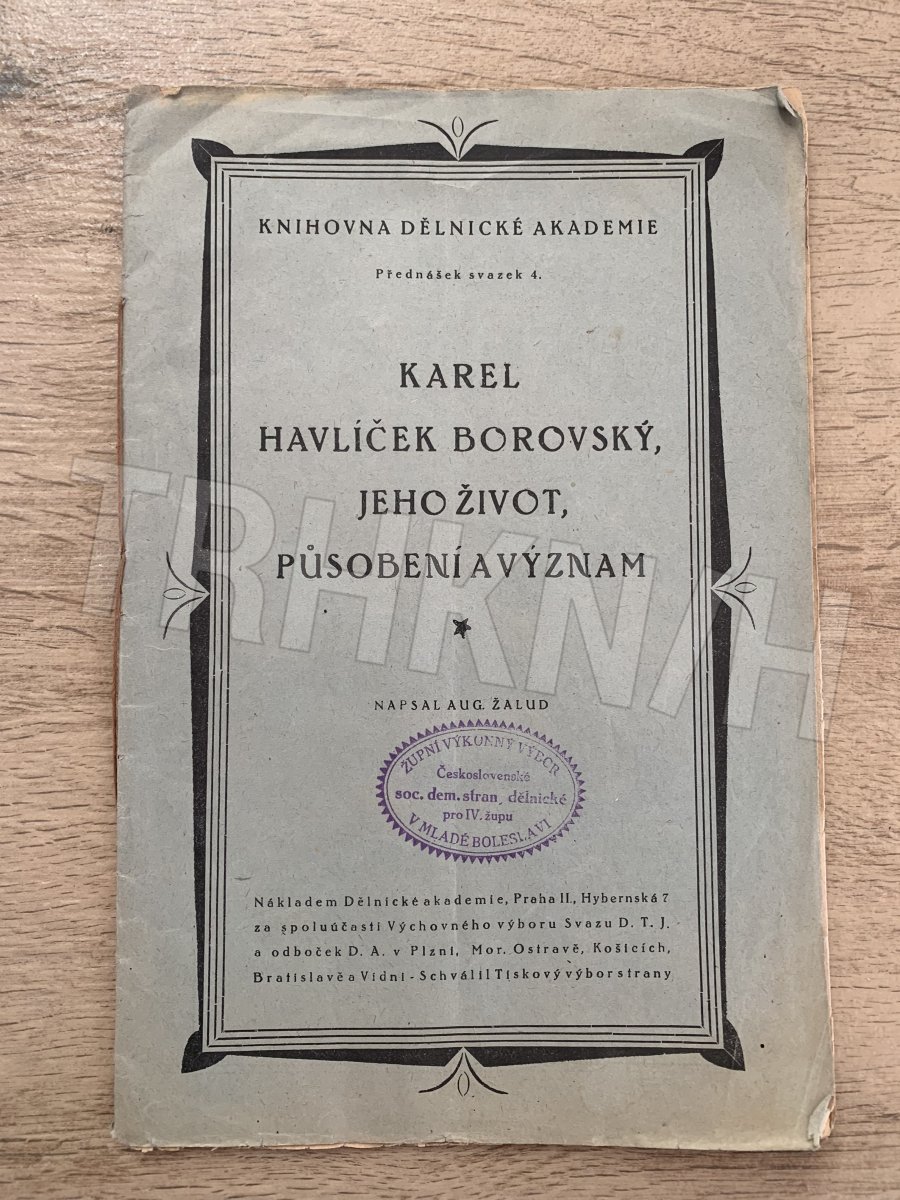 KNIHOVNA DĚLNICKÉ AKADEMIE
Přednášek svazek 4.
KAREL
HAVLÍČEK BOROVSKÝ,
JEHO ŽIVOT,
PŮSOBENÍ A VÝZNAM
NAPSAL AUG. ŽALUD
ŽUPNÍ VÝKONNÝ VÝBOR
Československé
soc. dem. stran, dělnické
pro IV. župu
V MLADÉ BOLESLAVI
Nákladem Dělnické akademie, Praha II., Hybernská 7
za spoluúčasti Výchovného výboru Svazu D. T. J.
a odboček D. A. v Plzni, Mor. Ostravě, Košicích,
Bratislavě a Vídni - Schválil Tiskový výbor strany
TRHKNIH